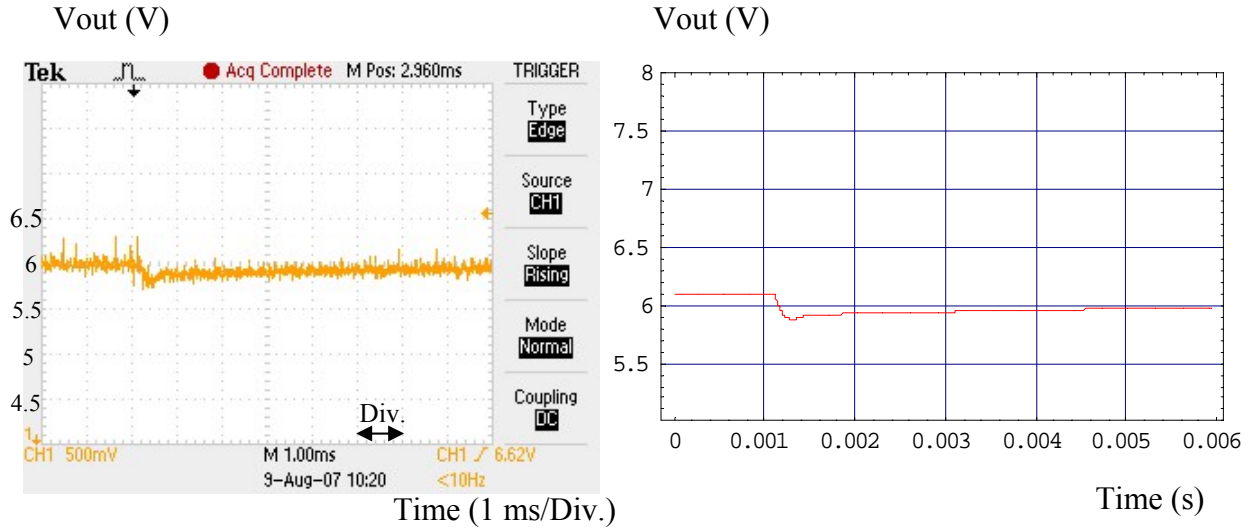 Vout (V)
Vout (V)
Tek
Acq Complete
M Pos: 2.960ms
TRIGGER
Type
Edge
Source
CH1
Slope
Rising
Mode
Normal
Coupling
DC
6.5
6
5.5
5
4.5
1
Div.
CH1 500mV
M 1.00ms
CH1
6.62V
9-Aug-07 10:20
<10Hz
Time (1 ms/Div.)
8
7.5
7
6.5
6
5.5
0
0.001
0.002
0.003
0.004
0.005
0.006
Time (s)